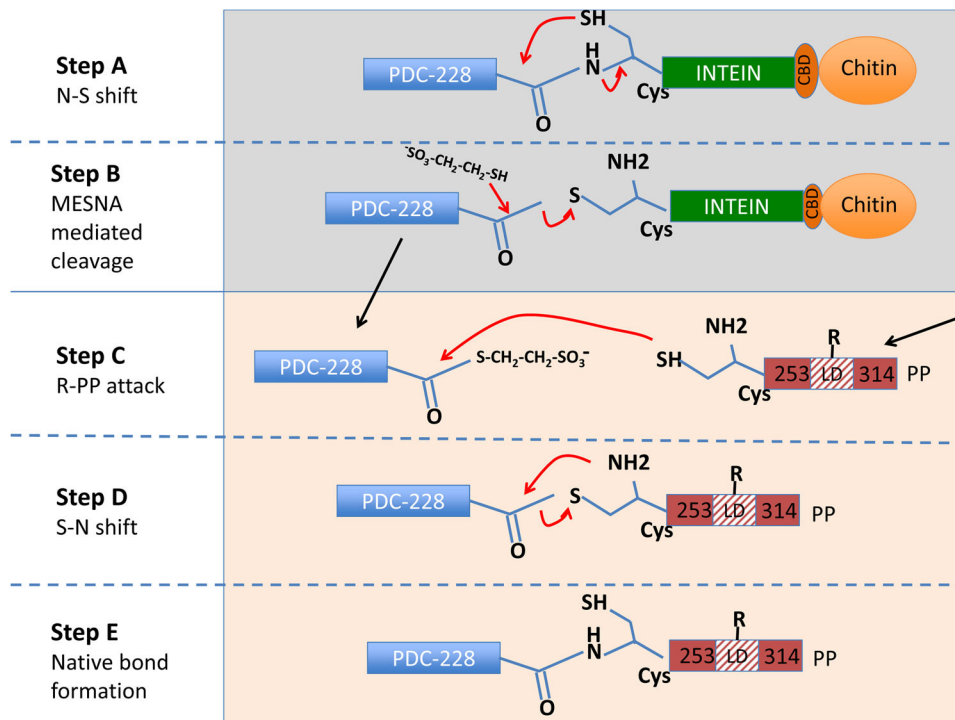 Step A
N-S shift
SH
H
N
PDC-228
O
Cys
INTEIN
CBD
Chitin
Step B
MESNA
mediated
cleavage
-SO3-CH2-CH2-SH
NH2
PDC-228
S
O
Cys
INTEIN
CBD
Chitin
Step C
R-PP attack
PDC-228
S-CH2-CH2-SO3-
O
NH2
SH
Cys
R
253 LD 314 PP
Step D
S-N shift
NH2
PDC-228
S
O
Cys
R
253 LD 314 PP
Step E
Native bond
formation
SH
H
N
PDC-228
O
Cys
R
253 LD 314 PP